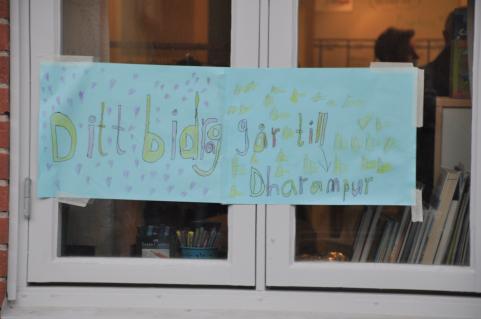 Ditt bidrag går till
Dharampur